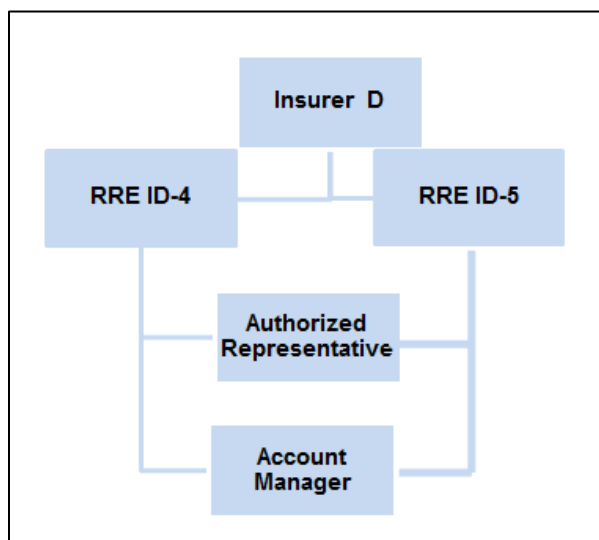 Insurer D
RRE ID-4
RRE ID-5
Authorized
Representative
Account
Manager